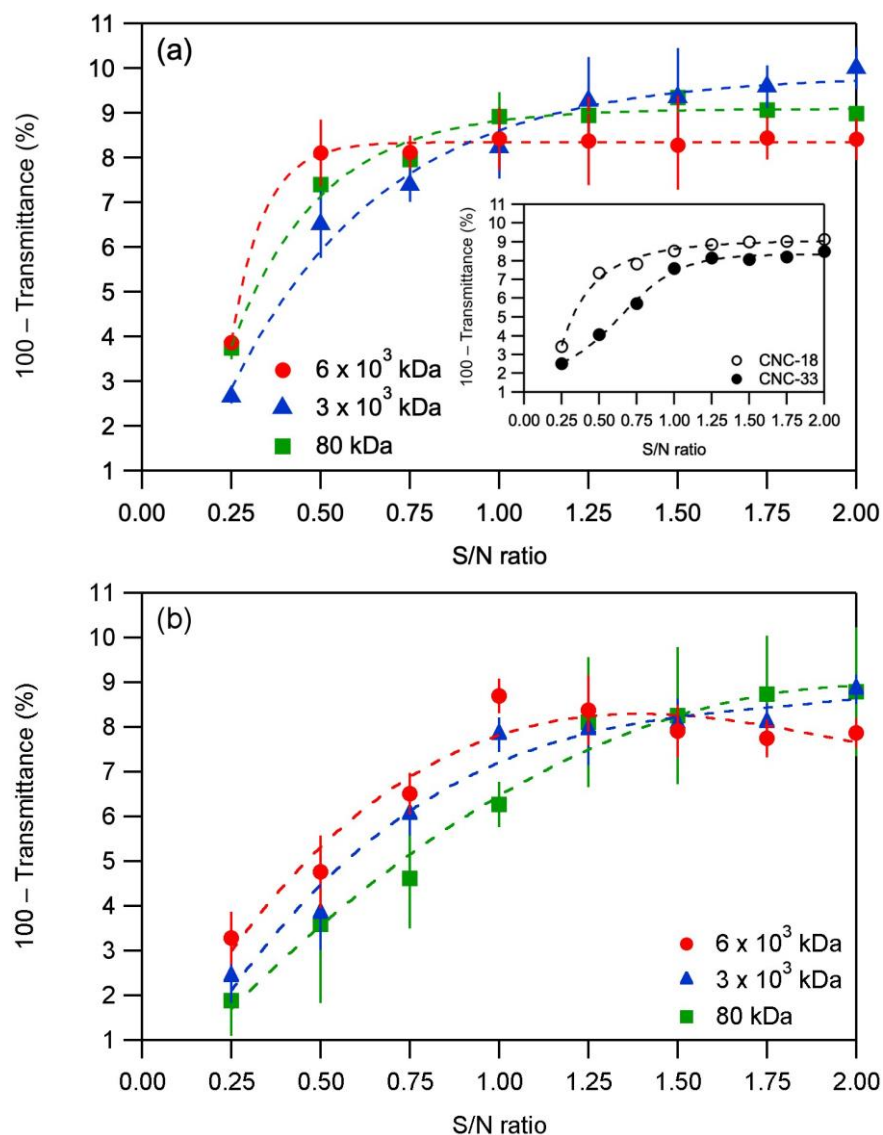 (a)
100 – Transmittance (%)
11
10
9
8
7
6
5
4
3
2
1
0.00 0.25 0.50 0.75 1.00 1.25 1.50 1.75 2.00
S/N ratio
6 x 10³ kDa
3 x 10³ kDa
80 kDa
100 – Transmittance (%)
11
10
9
8
7
6
5
4
3
2
1
0.00 0.25 0.50 0.75 1.00 1.25 1.50 1.75 2.00
S/N ratio
CNC-18
CNC-33
(b)
100 – Transmittance (%)
11
10
9
8
7
6
5
4
3
2
1
0.00 0.25 0.50 0.75 1.00 1.25 1.50 1.75 2.00
S/N ratio
6 x 10³ kDa
3 x 10³ kDa
80 kDa